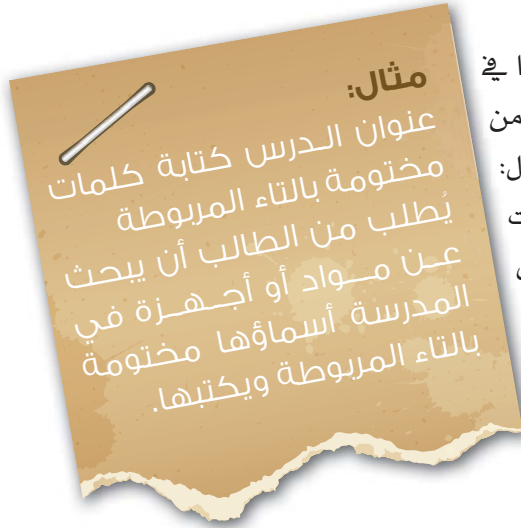 مثال:
عنوان الدرس كتابة كلمات
مختومة بالتاء المربوطة
يُطلب من الطالب أن يبحث
عن مواد أو أجهزة في
المدرسة أسماؤها مختومة
بالتاء المربوطة ويكتبها.